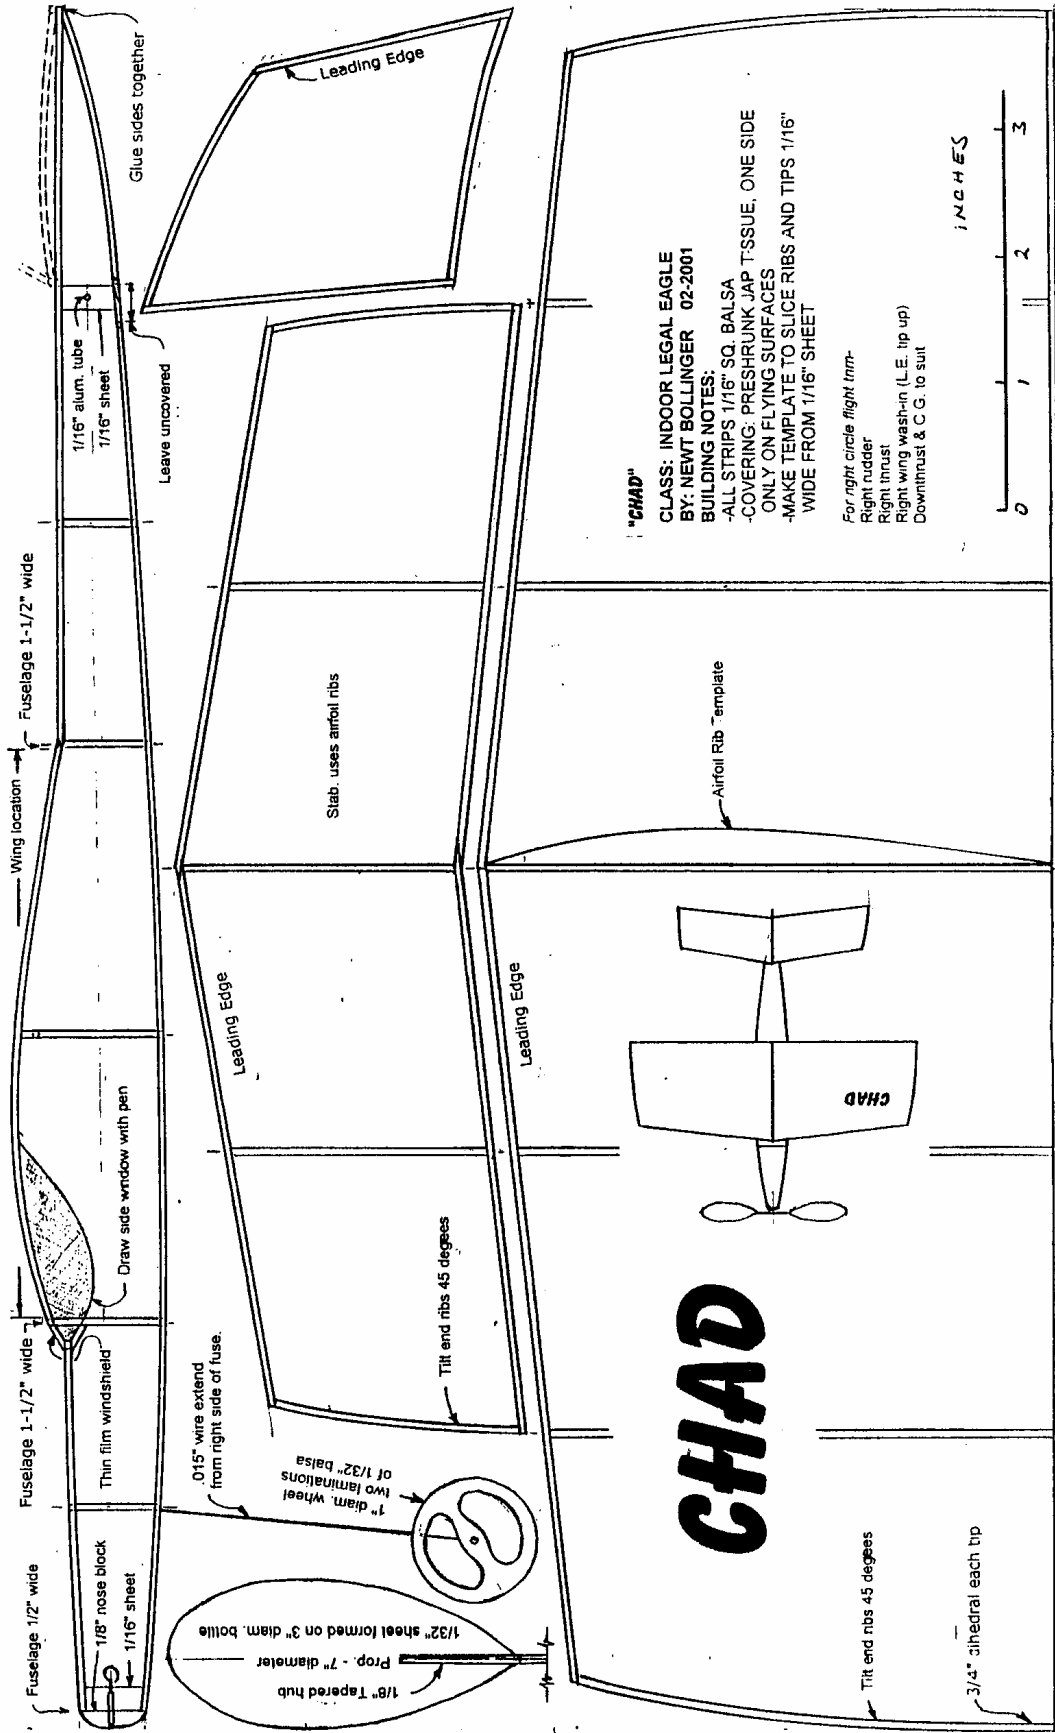 Fuselage 1/2" wide
1/8" nose block
1/16" sheet
Fuselage 1-1/2" wide
Thin film windshield
Draw side window with pen
Wing location
Fuselage 1-1/2" wide
1/16" alum. tube
1/16" sheet
Leave uncovered
Glue sides together
.015" wire extend
from right side of fuse.
1" diam. wheel
two laminations
of 1/32" balsa
1/8" Tapered hub
Prop - 7" diameter
1/32" sheet formed on 3" diam. bottle
Leading Edge
Tilt end ribs 45 degrees
Stab. uses airfoil ribs
Leading Edge
Leading Edge
Airfoil Rib Template
CHAD
CHAD
"CHAD"
CLASS: INDOOR LEGAL EAGLE
BY: NEWT BOLLINGER 02-2001
BUILDING NOTES:
-ALL STRIPS 1/16" SQ. BALSA
-COVERING: PRESHRUNK JAP TISSUE, ONE SIDE
ONLY ON FLYING SURFACES
-MAKE TEMPLATE TO SLICE RIBS AND TIPS 1/16"
WIDE FROM 1/16" SHEET
For right circle flight trim-
Right rudder
Right thrust
Right wing wash-in (L.E. tip up)
Downthrust & C.G. to suit
INCHES
0 1 2 3
Tilt end ribs 45 degees
3/4" dihedral each tip